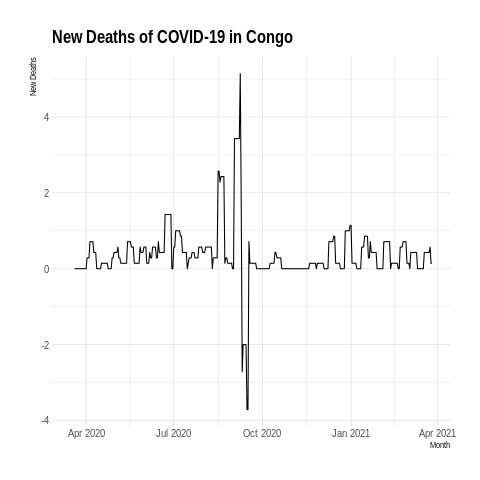 New Deaths of COVID-19 in Congo
New Deaths
4
2
0
-2
-4
Apr 2020
Jul 2020
Oct 2020
Jan 2021
Apr 2021
Month